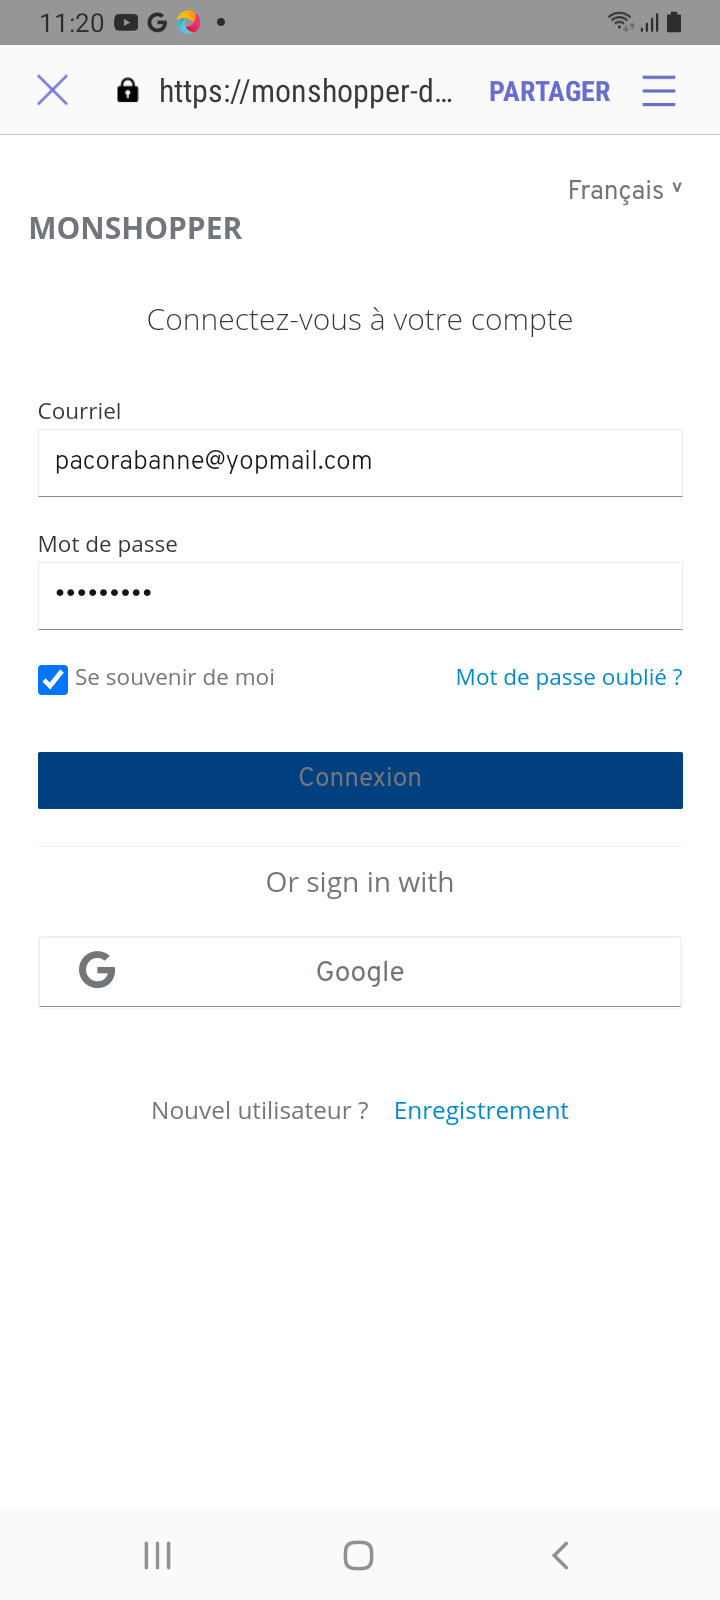 11:20
https://monshopper-d... PARTAGER
Français
MONSHOPPER
Connectez-vous à votre compte
Courriel
pacorabanne@yopmail.com
Mot de passe
•••••••••
Se souvenir de moi Mot de passe oublié ?
Connexion
Or sign in with
G Google
Nouvel utilisateur ? Enregistrement